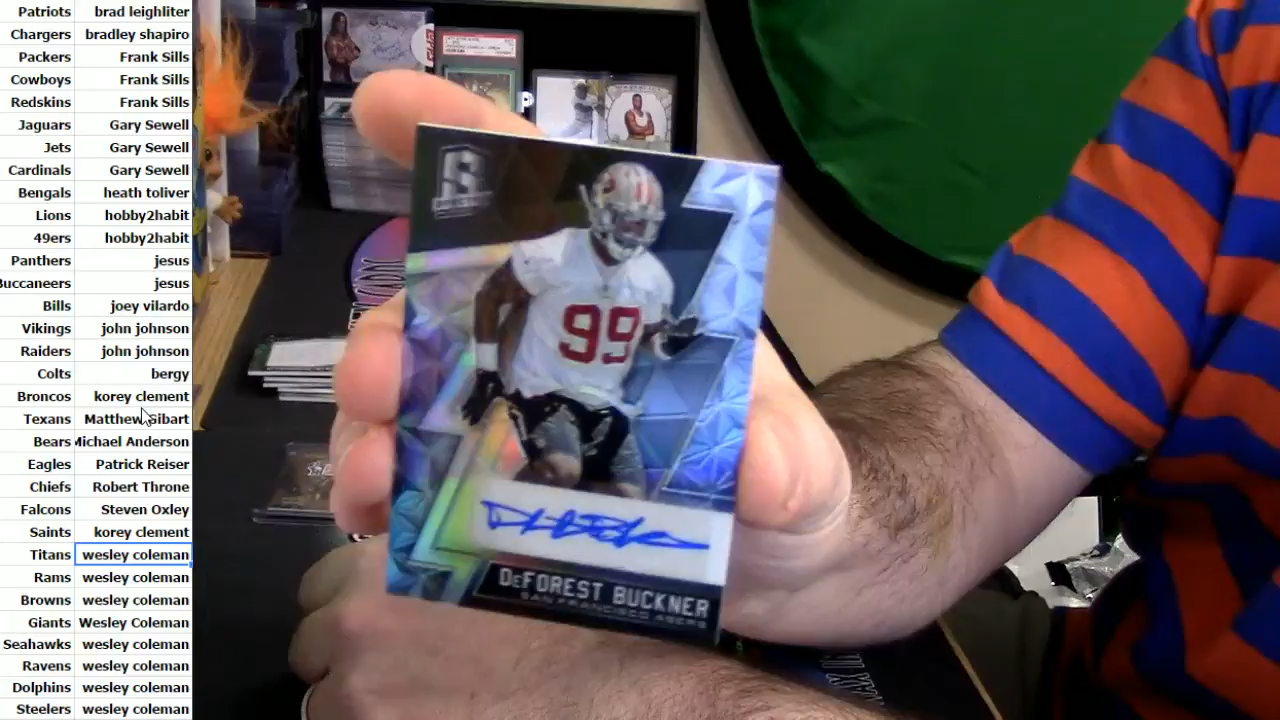 Patriots brad leighliter
Chargers bradley shapiro
Packers Frank Sills
Cowboys Frank Sills
Redskins Frank Sills
Jaguars Gary Sewell
Jets Gary Sewell
Cardinals Gary Sewell
Bengals heath toliver
Lions hobby2habit
49ers hobby2habit
Panthers jesus
Buccaneers jesus
Bills joey vilardo
Vikings john johnson
Raiders john johnson
Colts bergy
Broncos korey clement
Texans Matthew Sibart
Bears Michael Anderson
Eagles Patrick Reiser
Chiefs Robert Throne
Falcons Steven Oxley
Saints korey clement
Titans wesley coleman
Rams wesley coleman
Browns wesley coleman
Giants Wesley Coleman
Seahawks wesley coleman
Ravens wesley coleman
Dolphins wesley coleman
Steelers wesley coleman
99
DeFOREST BUCKNER
SAN FRANCISCO 49ERS